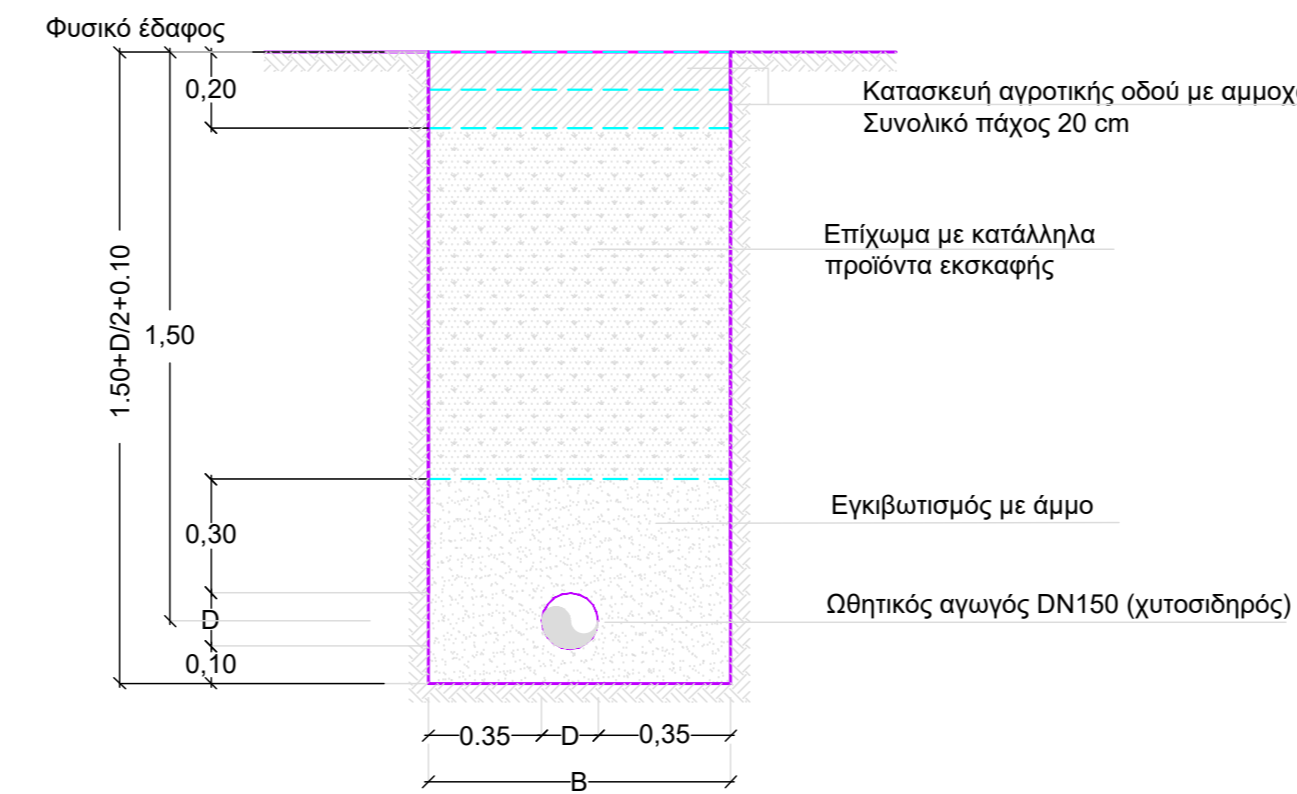 Φυσικό έδαφος
0,20
Κατασκευή αγροτικής οδού με
Συνολικό πάχος 20 cm
Επίχωμα με κατάλληλα
προϊόντα εκσκαφής
1.50+D/2+0.10
1,50
Εγκιβωτισμός με άμμο
0,30
Ωθητικός αγωγός DN150 (χυτοσιδηρός)
D
0,10
0.35 D 0,35
B